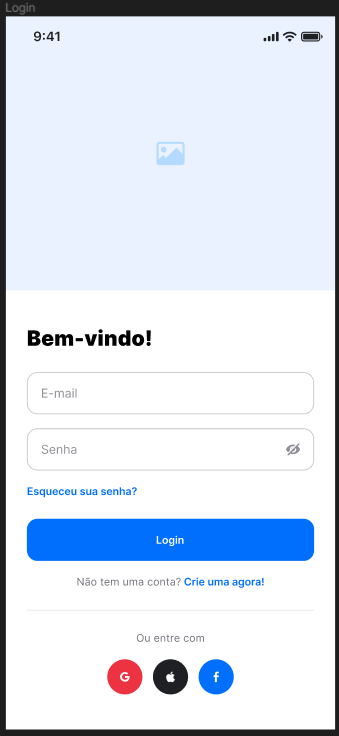 Login
9:41
Bem-vindo!
E-mail
Senha
Esqueceu sua senha?
Login
Não tem uma conta? Crie uma agora!
Ou entre com
G
f